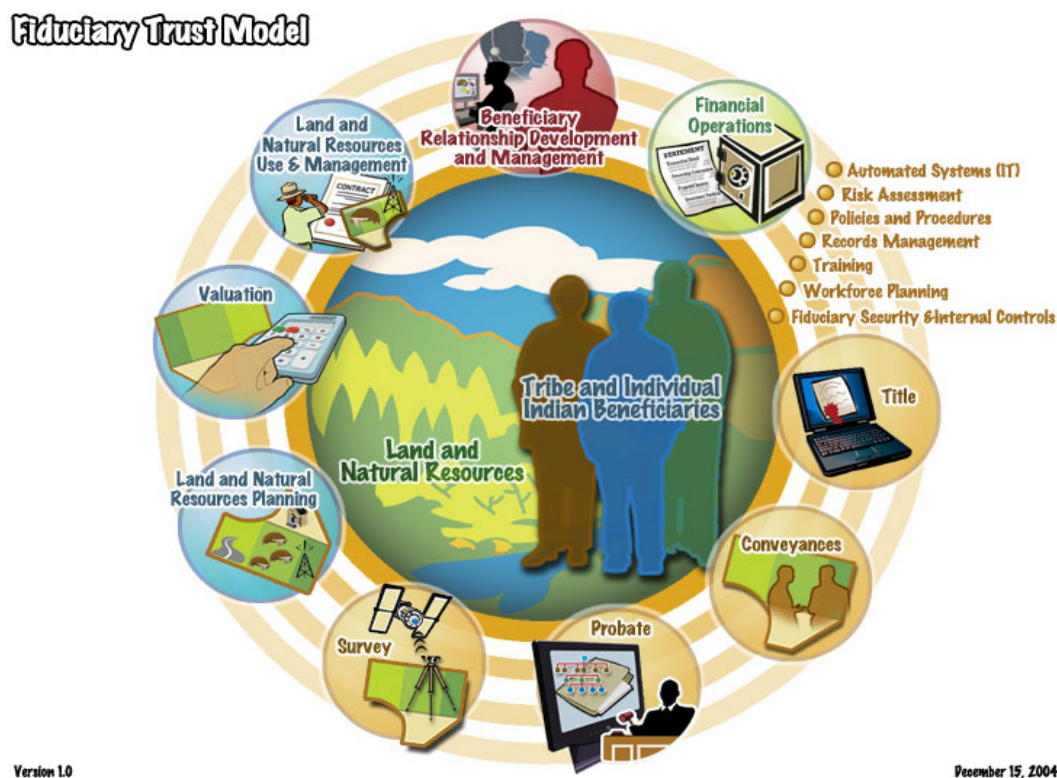 Fiduciary Trust Model
Beneficiary
Relationship Development
and Management
Financial
Operations
STATEMENT
Automated Systems (IT)
Risk Assessment
Policies and Procedures
Records Management
Training
Workforce Planning
Fiduciary Security &Internal Controls
Title
Conveyances
Probate
Survey
Land and Natural
Resources Planning
Valuation
Land and
Natural Resources
Use & Management
CONTRACT
Tribe and Individual
Indian Beneficiaries
Land and
Natural Resources
Version 1.0
December 15, 2004